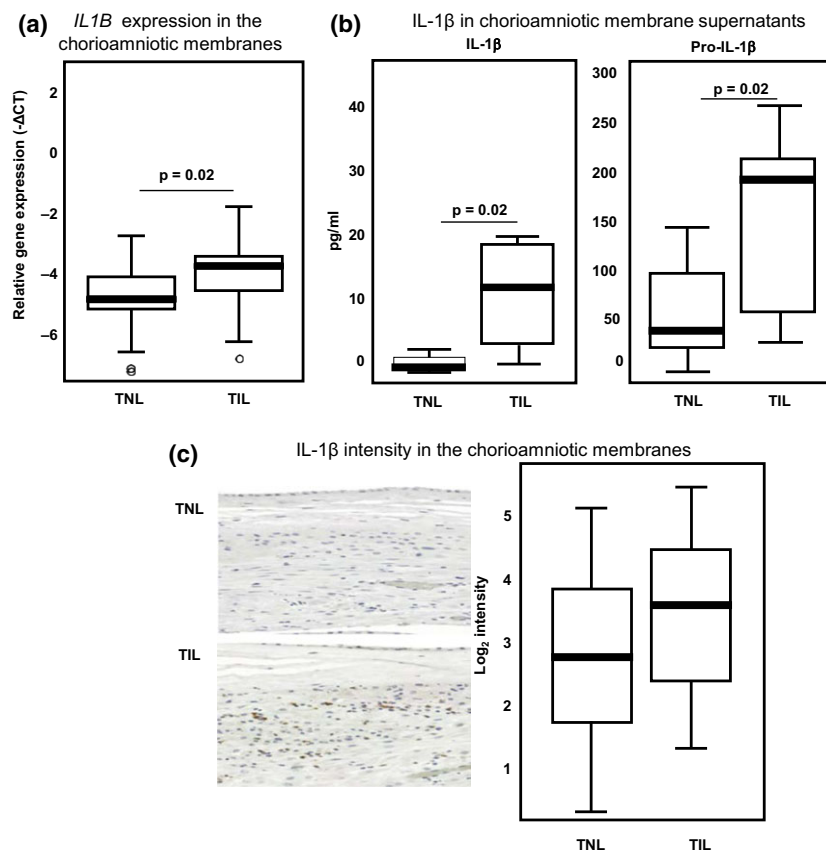 (a) IL1B expression in the
chorioamniotic membranes
Relative gene expression (-ΔCT)
2
0
–2
–4
–6
p = 0.02
TNL TIL
(b) IL-1β in chorioamniotic membrane supernatants
IL-1β
pg/ml
40
30
20
10
0
p = 0.02
TNL TIL
Pro-IL-1β
300
250
200
150
100
50
0
p = 0.02
TNL TIL
(c) IL-1β intensity in the chorioamniotic membranes
TNL
TIL
Log2 intensity
5
4
3
2
1
TNL TIL